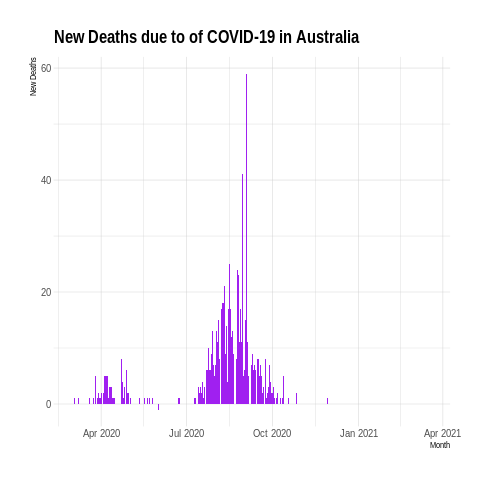 New Deaths due to of COVID-19 in Australia
New Deaths
60
40
20
0
Apr 2020 Jul 2020 Oct 2020 Jan 2021 Apr 2021
Month